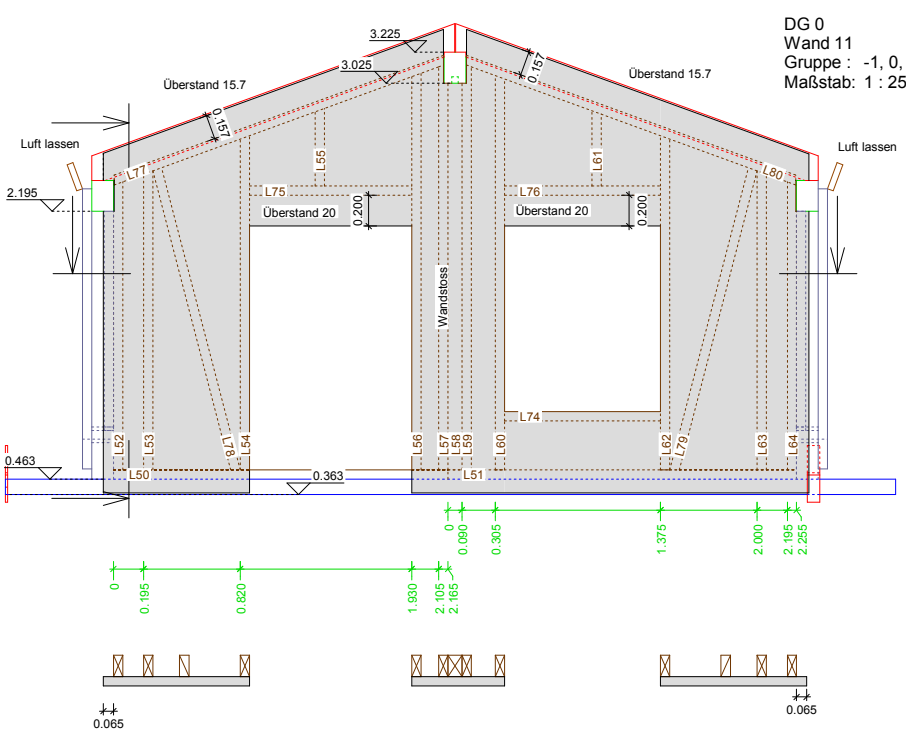 DG 0
Wand 11
Gruppe : -1, 0,
Maßstab: 1 : 25
3.225
3.025
Überstand 15.7
0.157
0.157
Überstand 15.7
Luft lassen
Luft lassen
L77
L55
L61
L80
2.195
L75
L76
Überstand 20
0.200
Überstand 20
0.200
Wandstoss
L74
L52
L53
L78
L54
L56
L57
L58
L59
L60
L62
L79
L63
L64
0.463
L50
L51
0.363
0
0.090
0.305
1.375
2.000
2.195
2.255
0
0.195
0.820
1.930
2.105
2.165
0.065
0.065